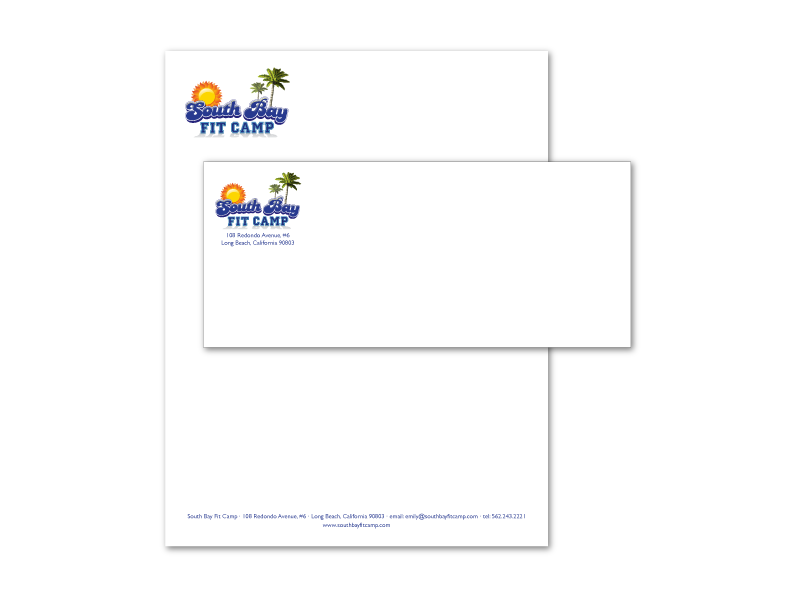 South Bay
FIT CAMP
South Bay
FIT CAMP
108 Redondo Avenue, #6
Long Beach, California 90803
South Bay Fit Camp · 108 Redondo Avenue, #6 · Long Beach, California 90803 · email: emily@southbayfitcamp.com · tel: 562.243.2221
www.southbayfitcamp.com